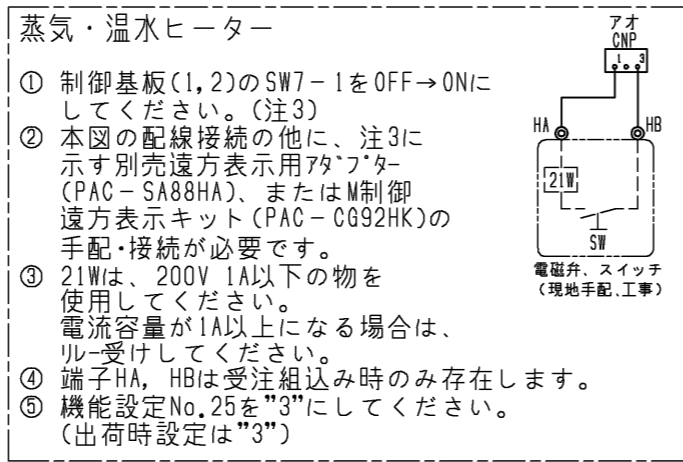 蒸気・温水ヒーター
① 制御基板(1,2)のSW7-1をOFF→ONに
してください。(注3)
② 本図の配線接続の他に、注3に
示す別売遠方表示用ｱﾀﾞﾌﾟﾀｰ
(PAC-SA88HA)、またはM制御
遠方表示キット(PAC-CG92HK)の
手配・接続が必要です。
③ 21Wは、200V 1A以下の物を
使用してください。
電流容量が1A以上になる場合は、
ﾘﾚｰ受けしてください。
④ 端子HA, HBは受注組込み時のみ存在します。
⑤ 機能設定No.25を”3”にしてください。
(出荷時設定は”3”)
アオ
CNP
1 3
HA HB
21W
SW
電磁弁、スイッチ
(現地手配、工事)